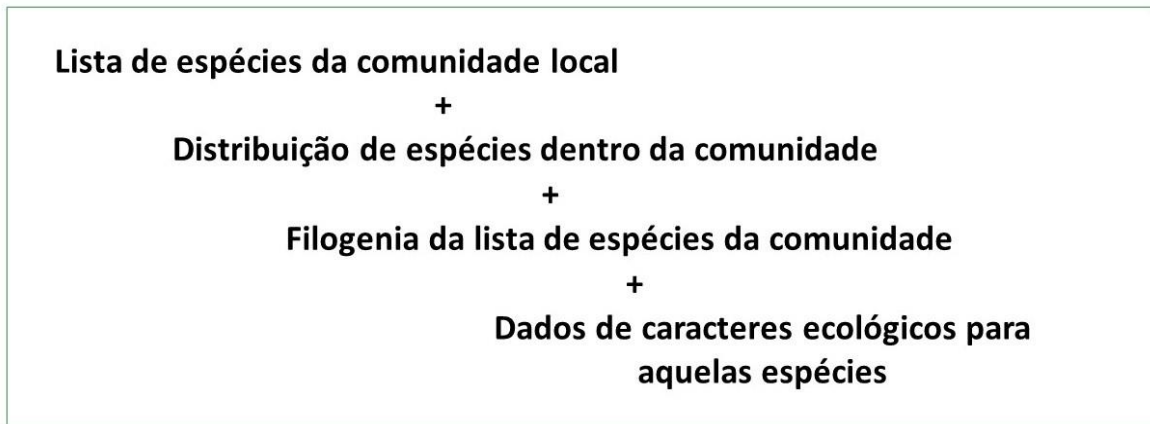 Lista de espécies da comunidade local
+
Distribuição de espécies dentro da comunidade
+
Filogenia da lista de espécies da comunidade
+
Dados de caracteres ecológicos para
aquelas espécies